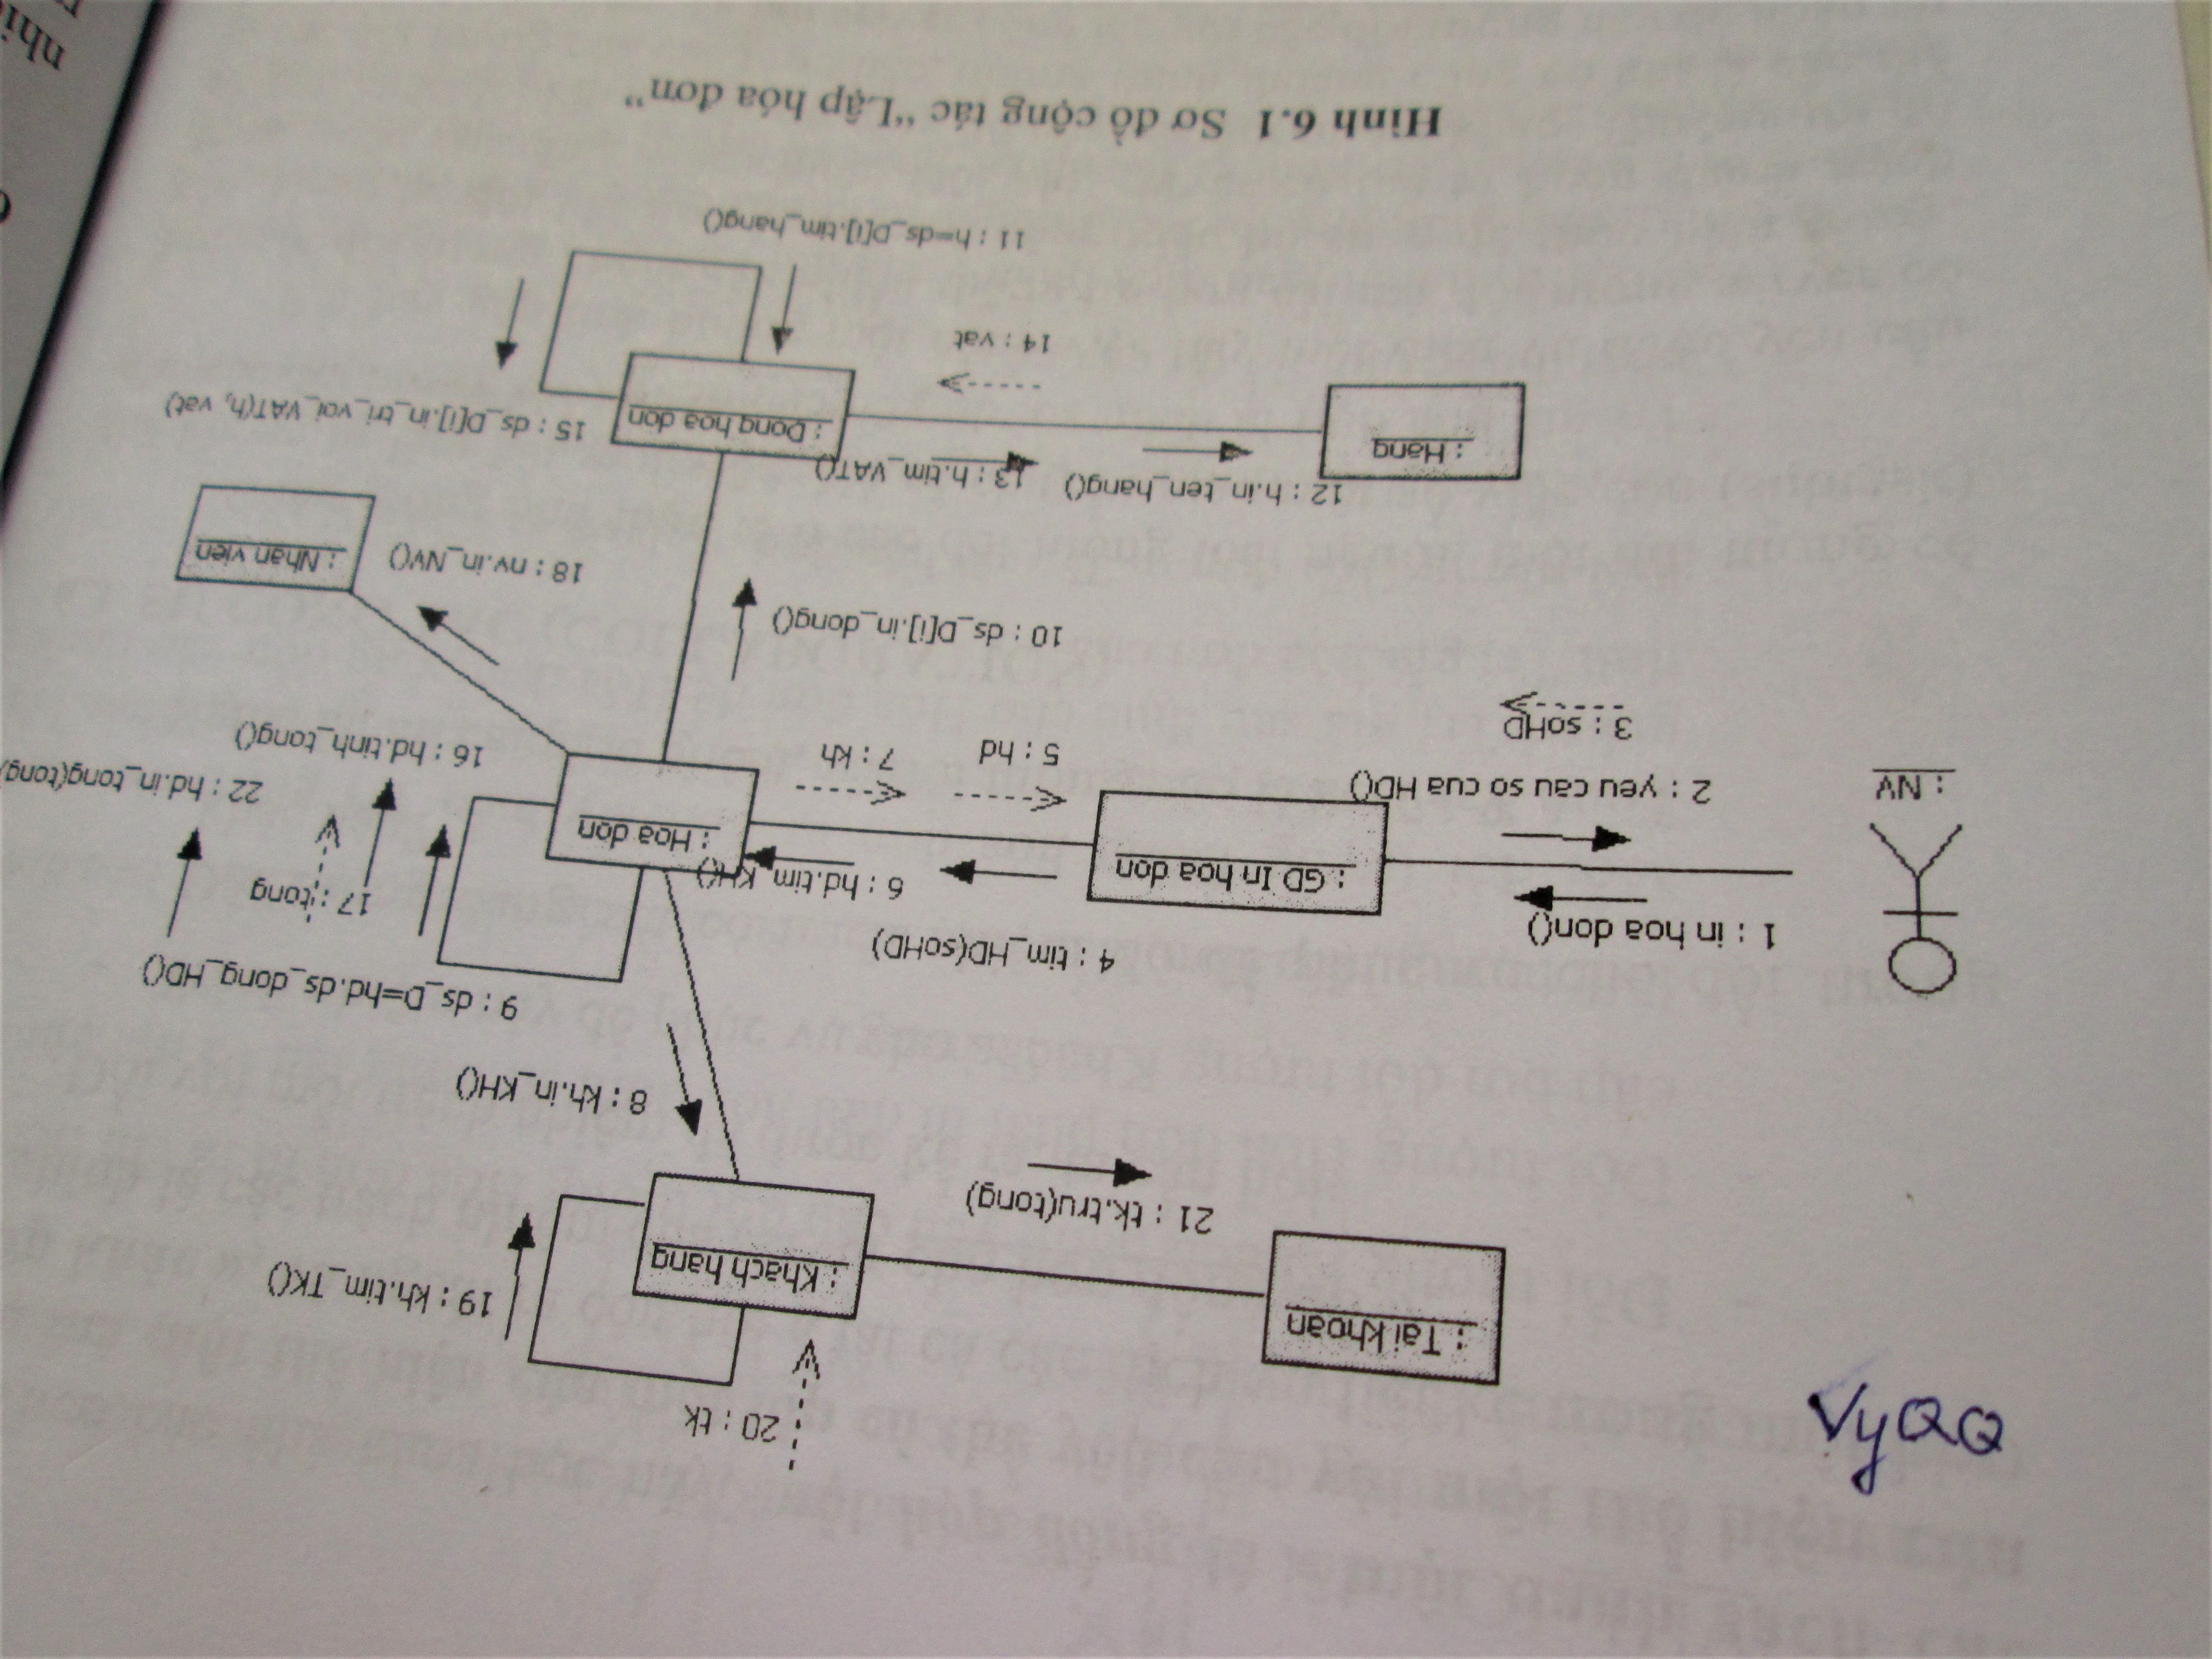 VyQQ
20 : tk
: Tai khoan
21 : tk.tru(tong)
: Khach hang
19 : kh.tim_TK()
8 : kh.in_KH()
1 : in hoa don()
4 : tim_HD(soHD)
9 : ds_D=hd.ds_dong_HD()
: GD In hoa don
6 : hd.tim_KH()
17 : tong
: Hoa don
: NV
2 : yeu cau so cua HD()
22 : hd.in_tong(tong)
3 : soHD
5 : hd
7 : kh
16 : hd.tinh_tong()
10 : ds_D[i].in_dong()
18 : nv.in_NV()
: Nhan vien
12 : h.in_ten_hang()
13 : h.tim_VAT()
: Hang
: Dong hoa don
15 : ds_D[i].in_tri_voi_VAT(h, vat)
14 : vat
11 : h=ds_D[i].tim_hang()
Hình 6.1 Sơ đồ cộng tác “Lập hóa đơn”